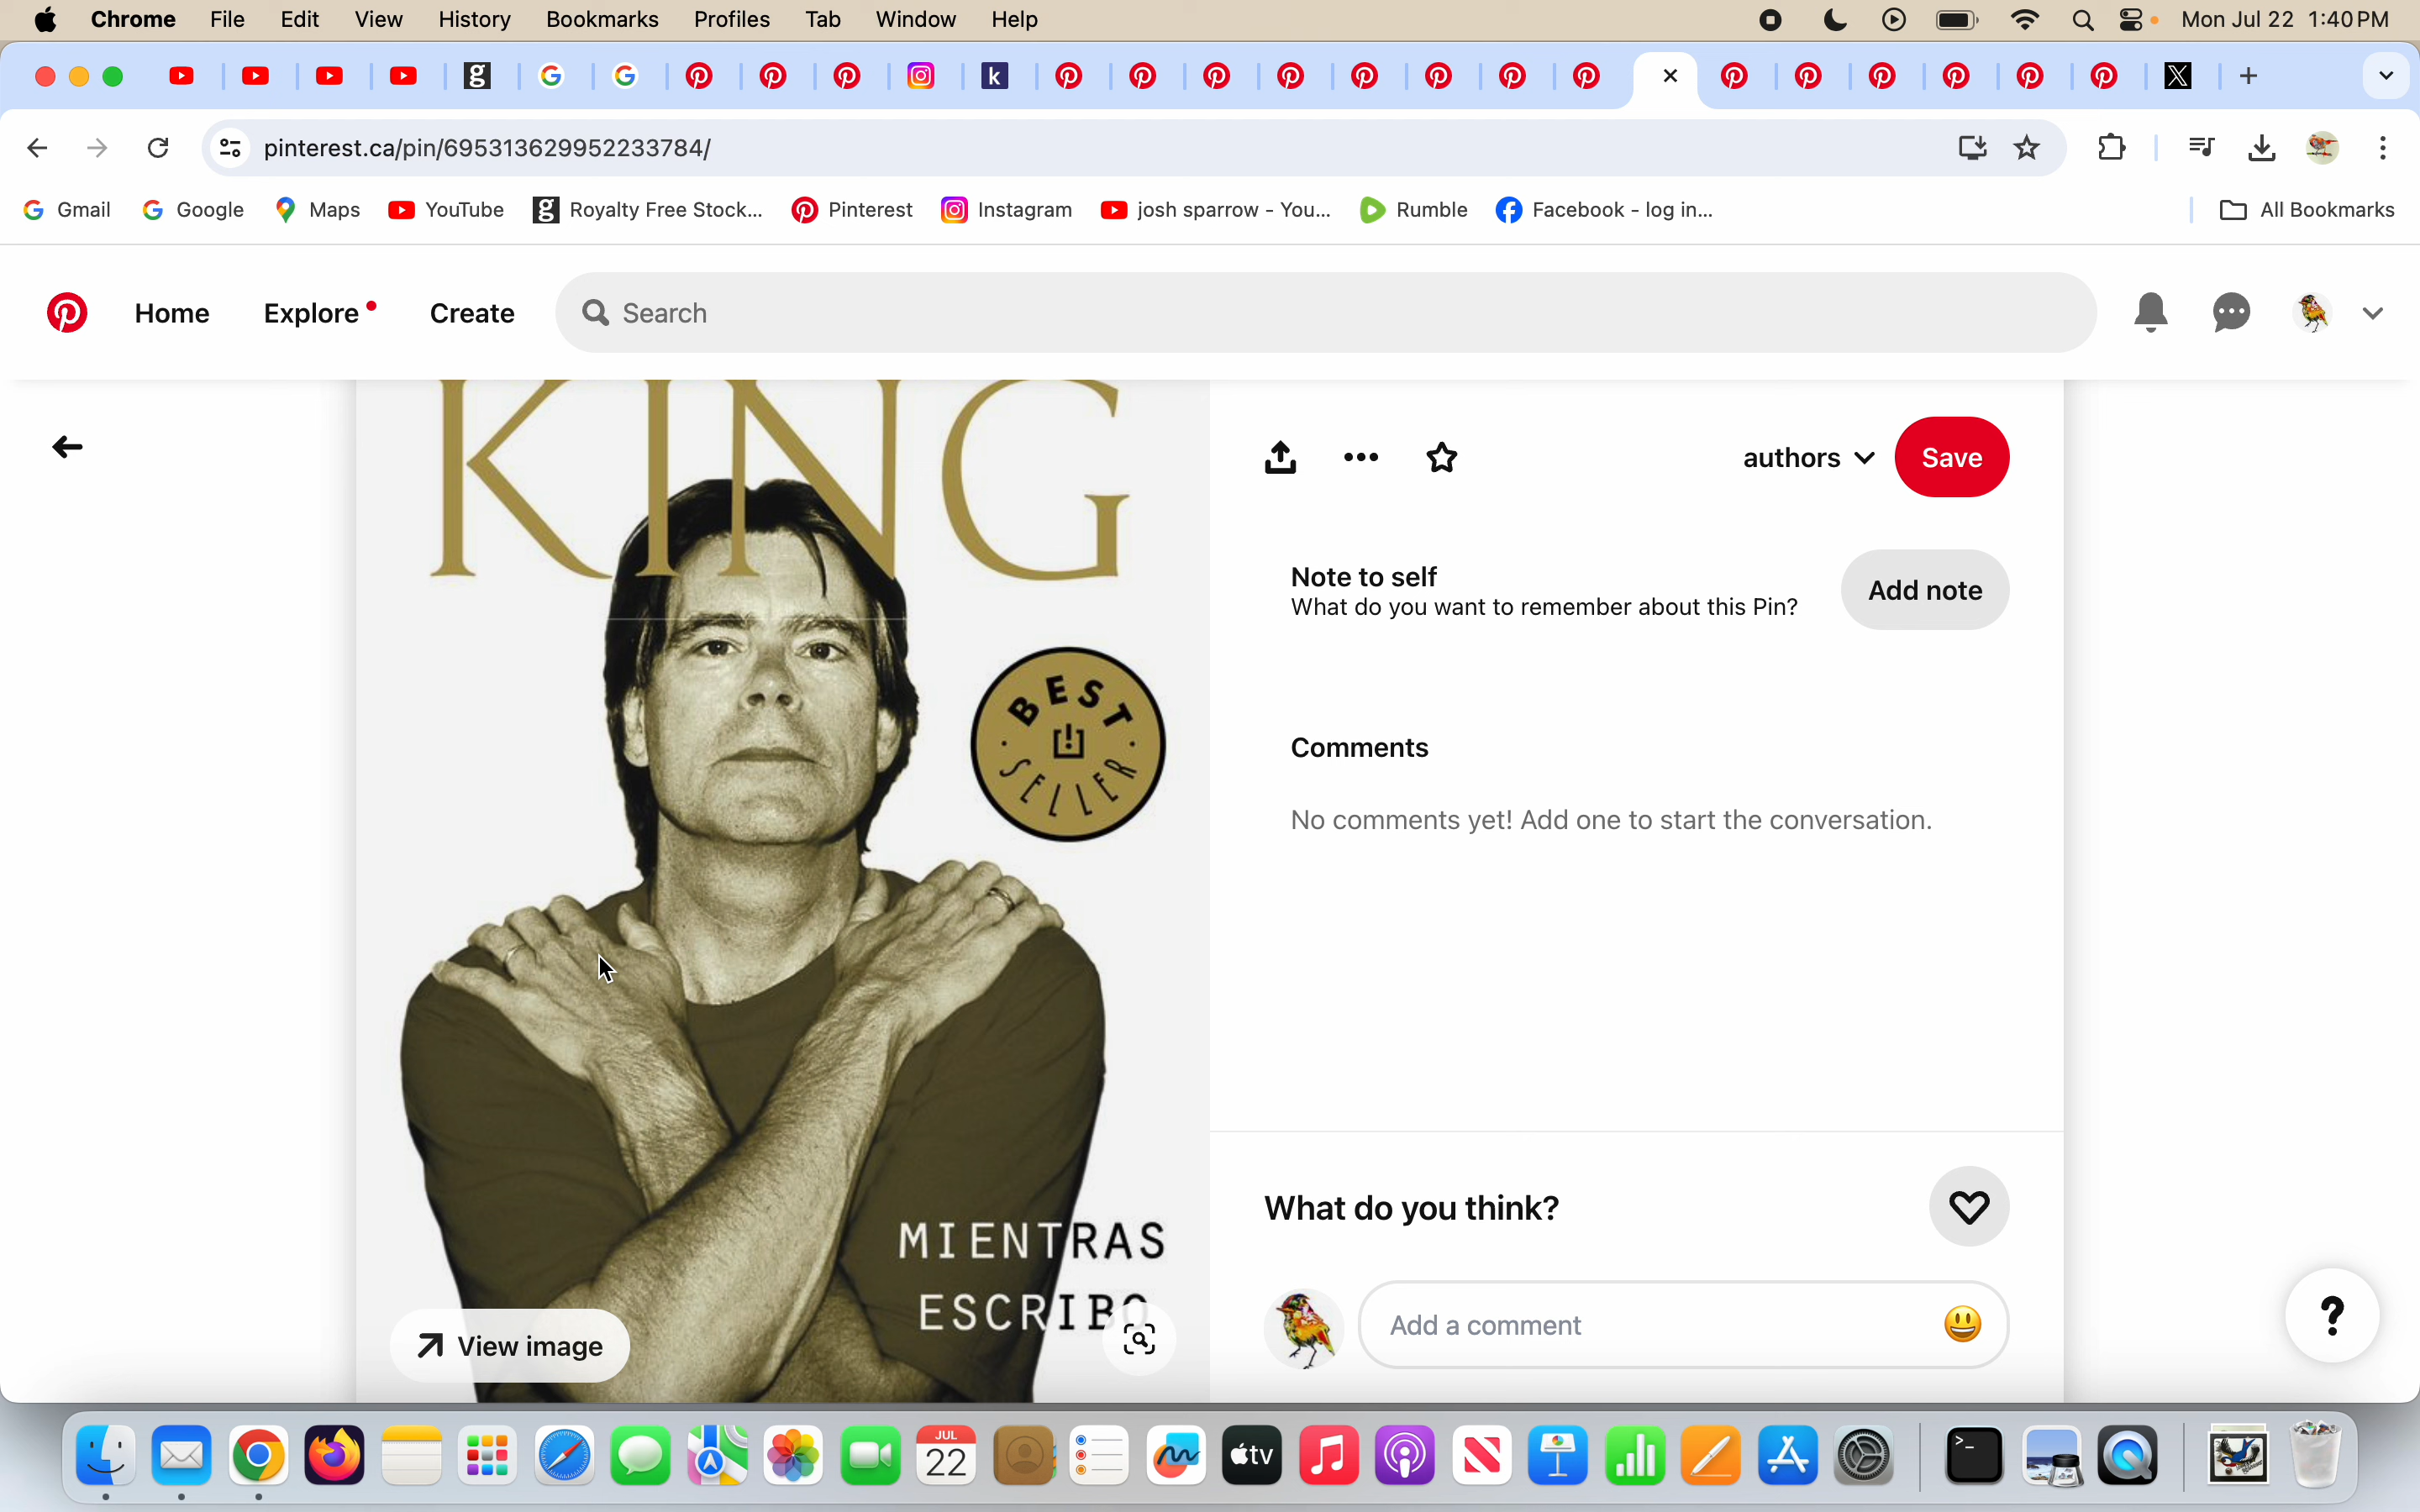 Chrome File Edit View History Bookmarks Profiles Tab Window Help Mon Jul 22 1:40 PM
pinterest.ca/pin/695313629952233784/
Gmail Google Maps YouTube Royalty Free Stock... Pinterest Instagram josh sparrow - You... Rumble Facebook - log in... All Bookmarks
Home Explore Create Search
KING
BEST
SELLER
MIENTRAS
ESCRIBO
View image
authors Save
Note to self
What do you want to remember about this Pin?
Add note
Comments
No comments yet! Add one to start the conversation.
What do you think?
Add a comment
?
JUL
22
tv